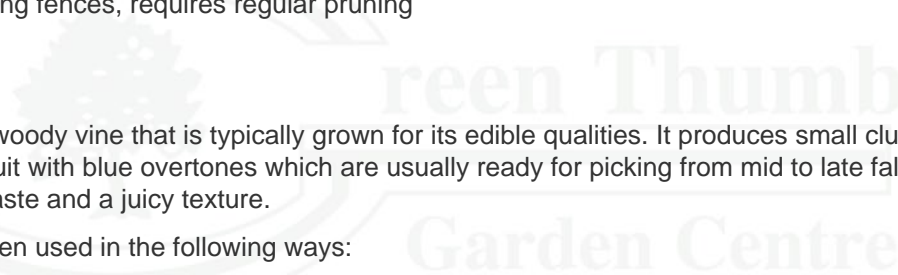 ng fences, requires regular pruning
reen Thumb
woody vine that is typically grown for its edible qualities. It produces small clu
uit with blue overtones which are usually ready for picking from mid to late fal
aste and a juicy texture.
en used in the following ways:
Garden Centre